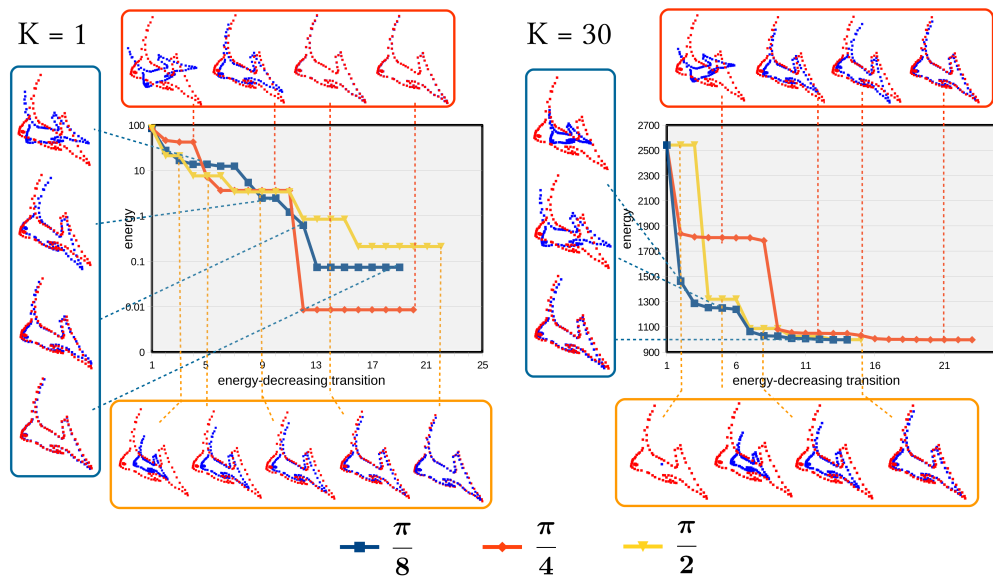 K = 1
K = 30
100
10
1
0.1
0.01
0
energy
1 5 9 13 17 22 25
energy-decreasing transition
2700
2500
2300
2100
1900
1700
1500
1300
1100
900
energy
1 6 11 16 21
energy-decreasing transition
π/8 π/4 π/2